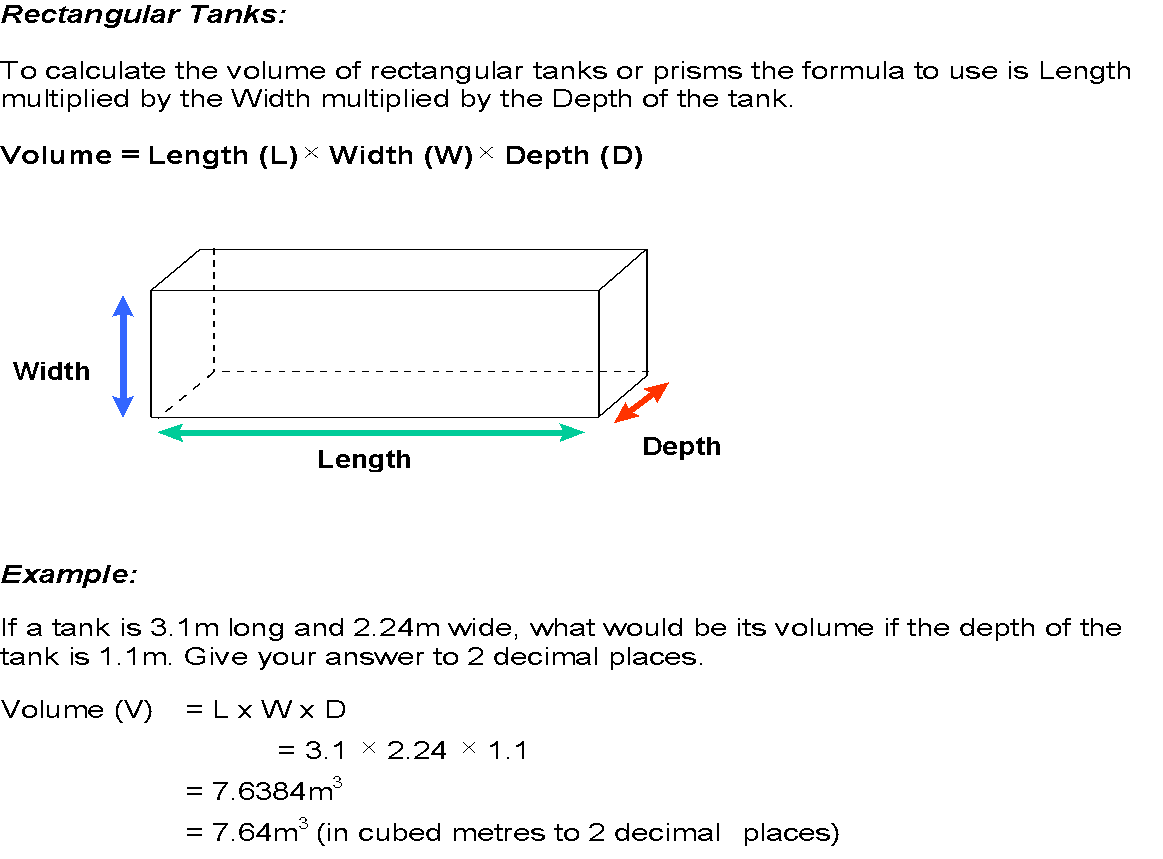 Rectangular Tanks:
To calculate the volume of rectangular tanks or prisms the formula to use is Length
multiplied by the Width multiplied by the Depth of the tank.
Volume = Length (L) × Width (W) × Depth (D)
Width
Length
Depth
Example:
If a tank is 3.1m long and 2.24m wide, what would be its volume if the depth of the
tank is 1.1m. Give your answer to 2 decimal places.
Volume (V) = L x W x D
= 3.1 × 2.24 × 1.1
= 7.6384m³
= 7.64m³ (in cubed metres to 2 decimal places)